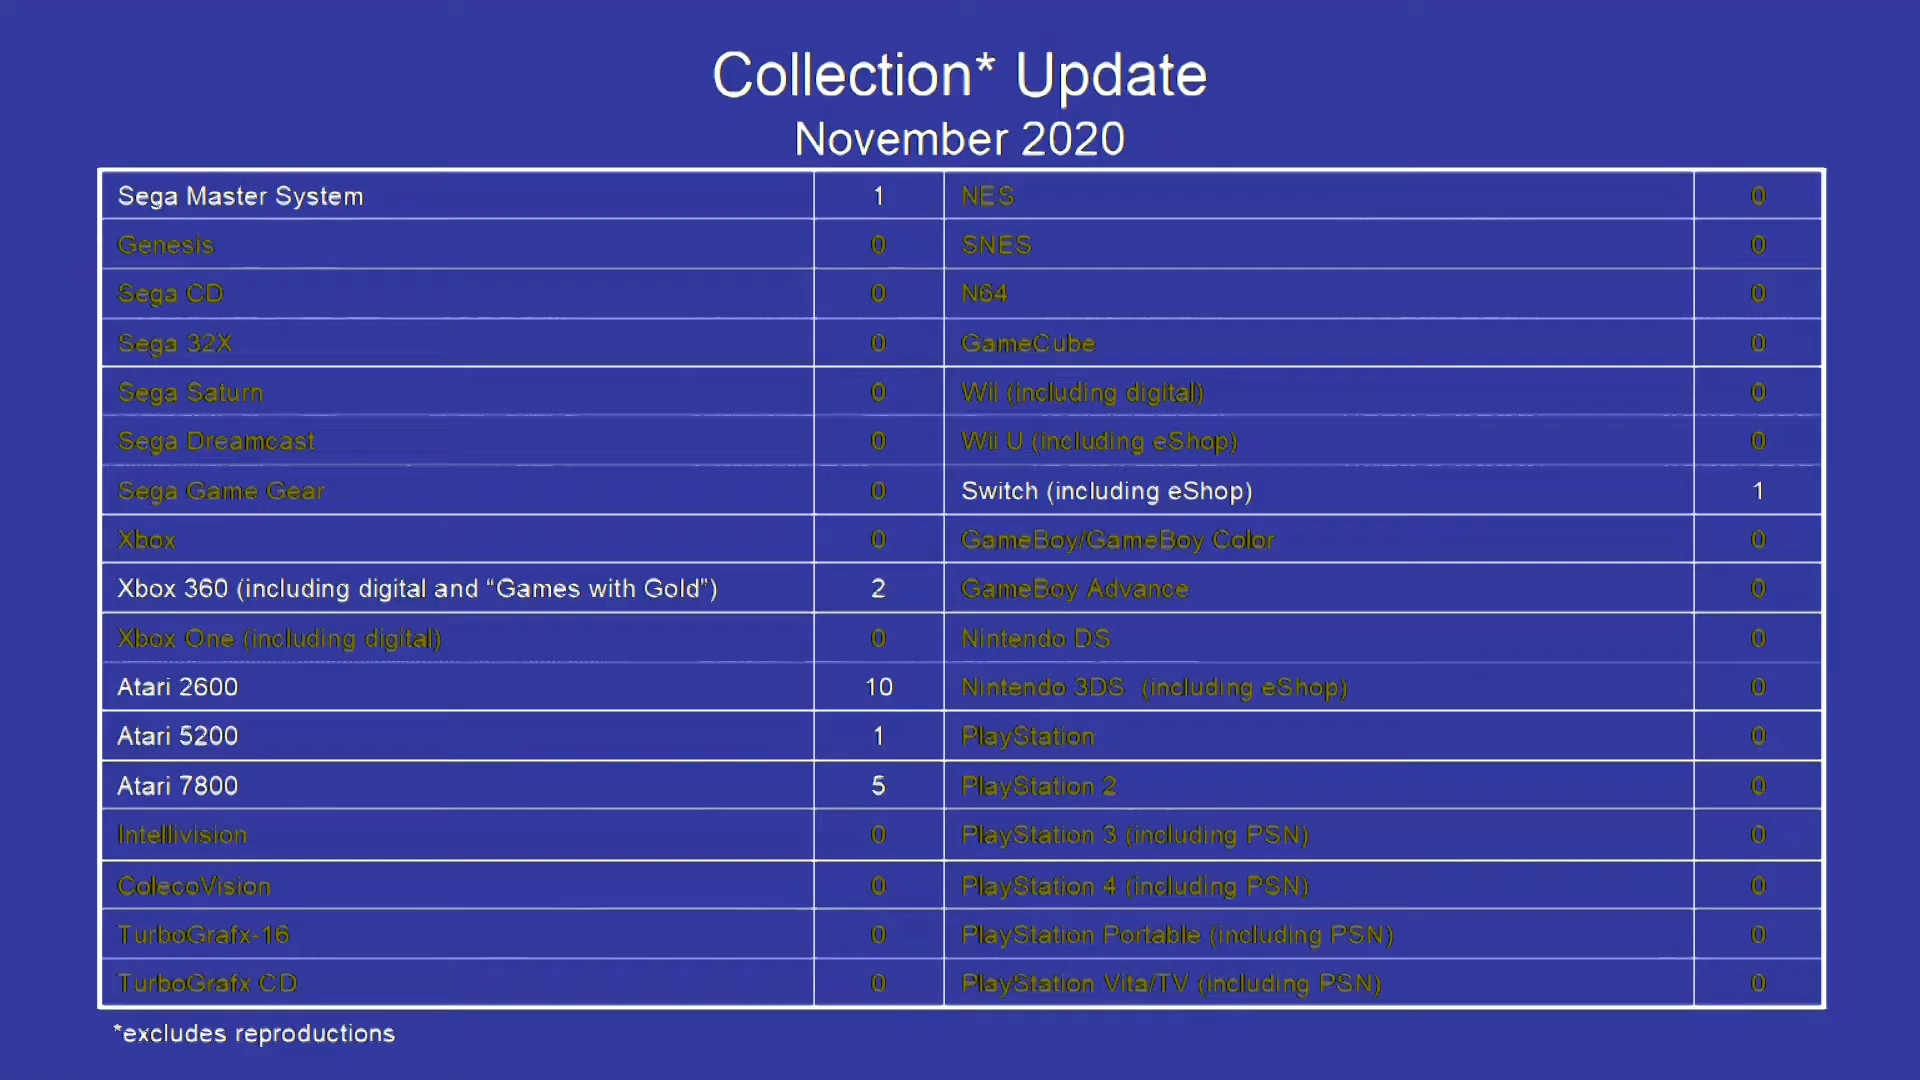 Collection* Update
November 2020
Sega Master System 1 NES 0
Genesis 0 SNES 0
Sega CD 0 N64 0
Sega 32X 0 GameCube 0
Sega Saturn 0 Wii (including digital) 0
Sega Dreamcast 0 Wii U (including eShop) 0
Sega Game Gear 0 Switch (including eShop) 1
Xbox 0 GameBoy/GameBoy Color 0
Xbox 360 (including digital and “Games with Gold”) 2 GameBoy Advance 0
Xbox One (including digital) 0 Nintendo DS 0
Atari 2600 10 Nintendo 3DS (including eShop) 0
Atari 5200 1 PlayStation 0
Atari 7800 5 PlayStation 2 0
Intellivision 0 PlayStation 3 (including PSN) 0
ColecoVision 0 PlayStation 4 (including PSN) 0
TurboGrafx-16 0 PlayStation Portable (including PSN) 0
TurboGrafx CD 0 PlayStation Vita/TV (including PSN) 0
*excludes reproductions